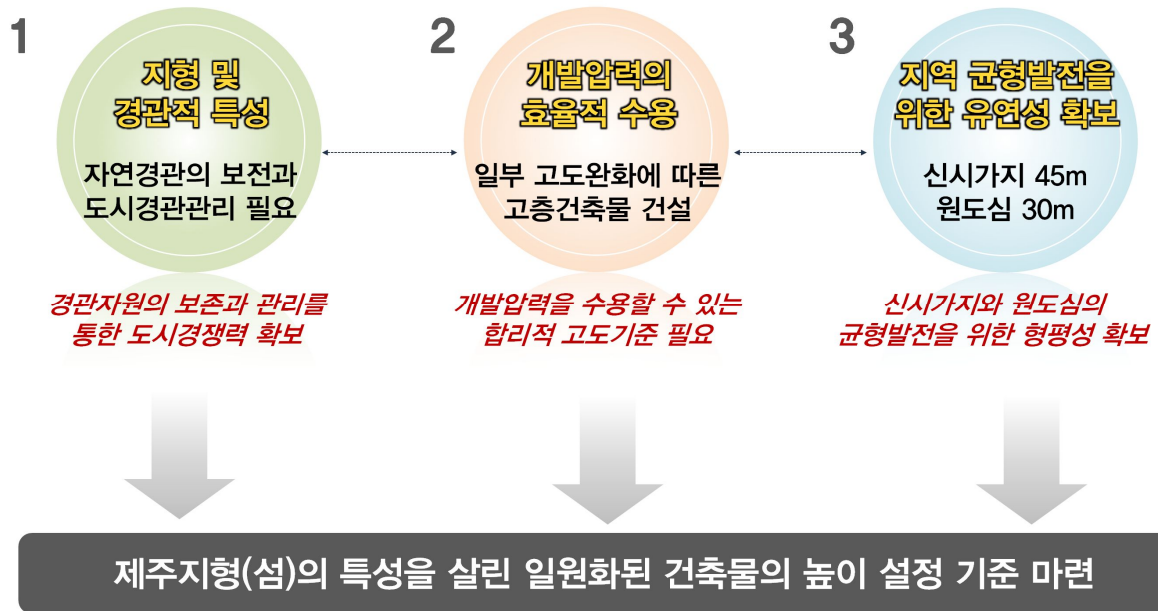 1
지형 및
경관적 특성
자연경관의 보전과
도시경관관리 필요
경관자원의 보존과 관리를
통한 도시경쟁력 확보
2
개발압력의
효율적 수용
일부 고도완화에 따른
고층건축물 건설
개발압력을 수용할 수 있는
합리적 고도기준 필요
3
지역 균형발전을
위한 유연성 확보
신시가지 45m
원도심 30m
신시가지와 원도심의
균형발전을 위한 형평성 확보
제주지형(섬)의 특성을 살린 일원화된 건축물의 높이 설정 기준 마련